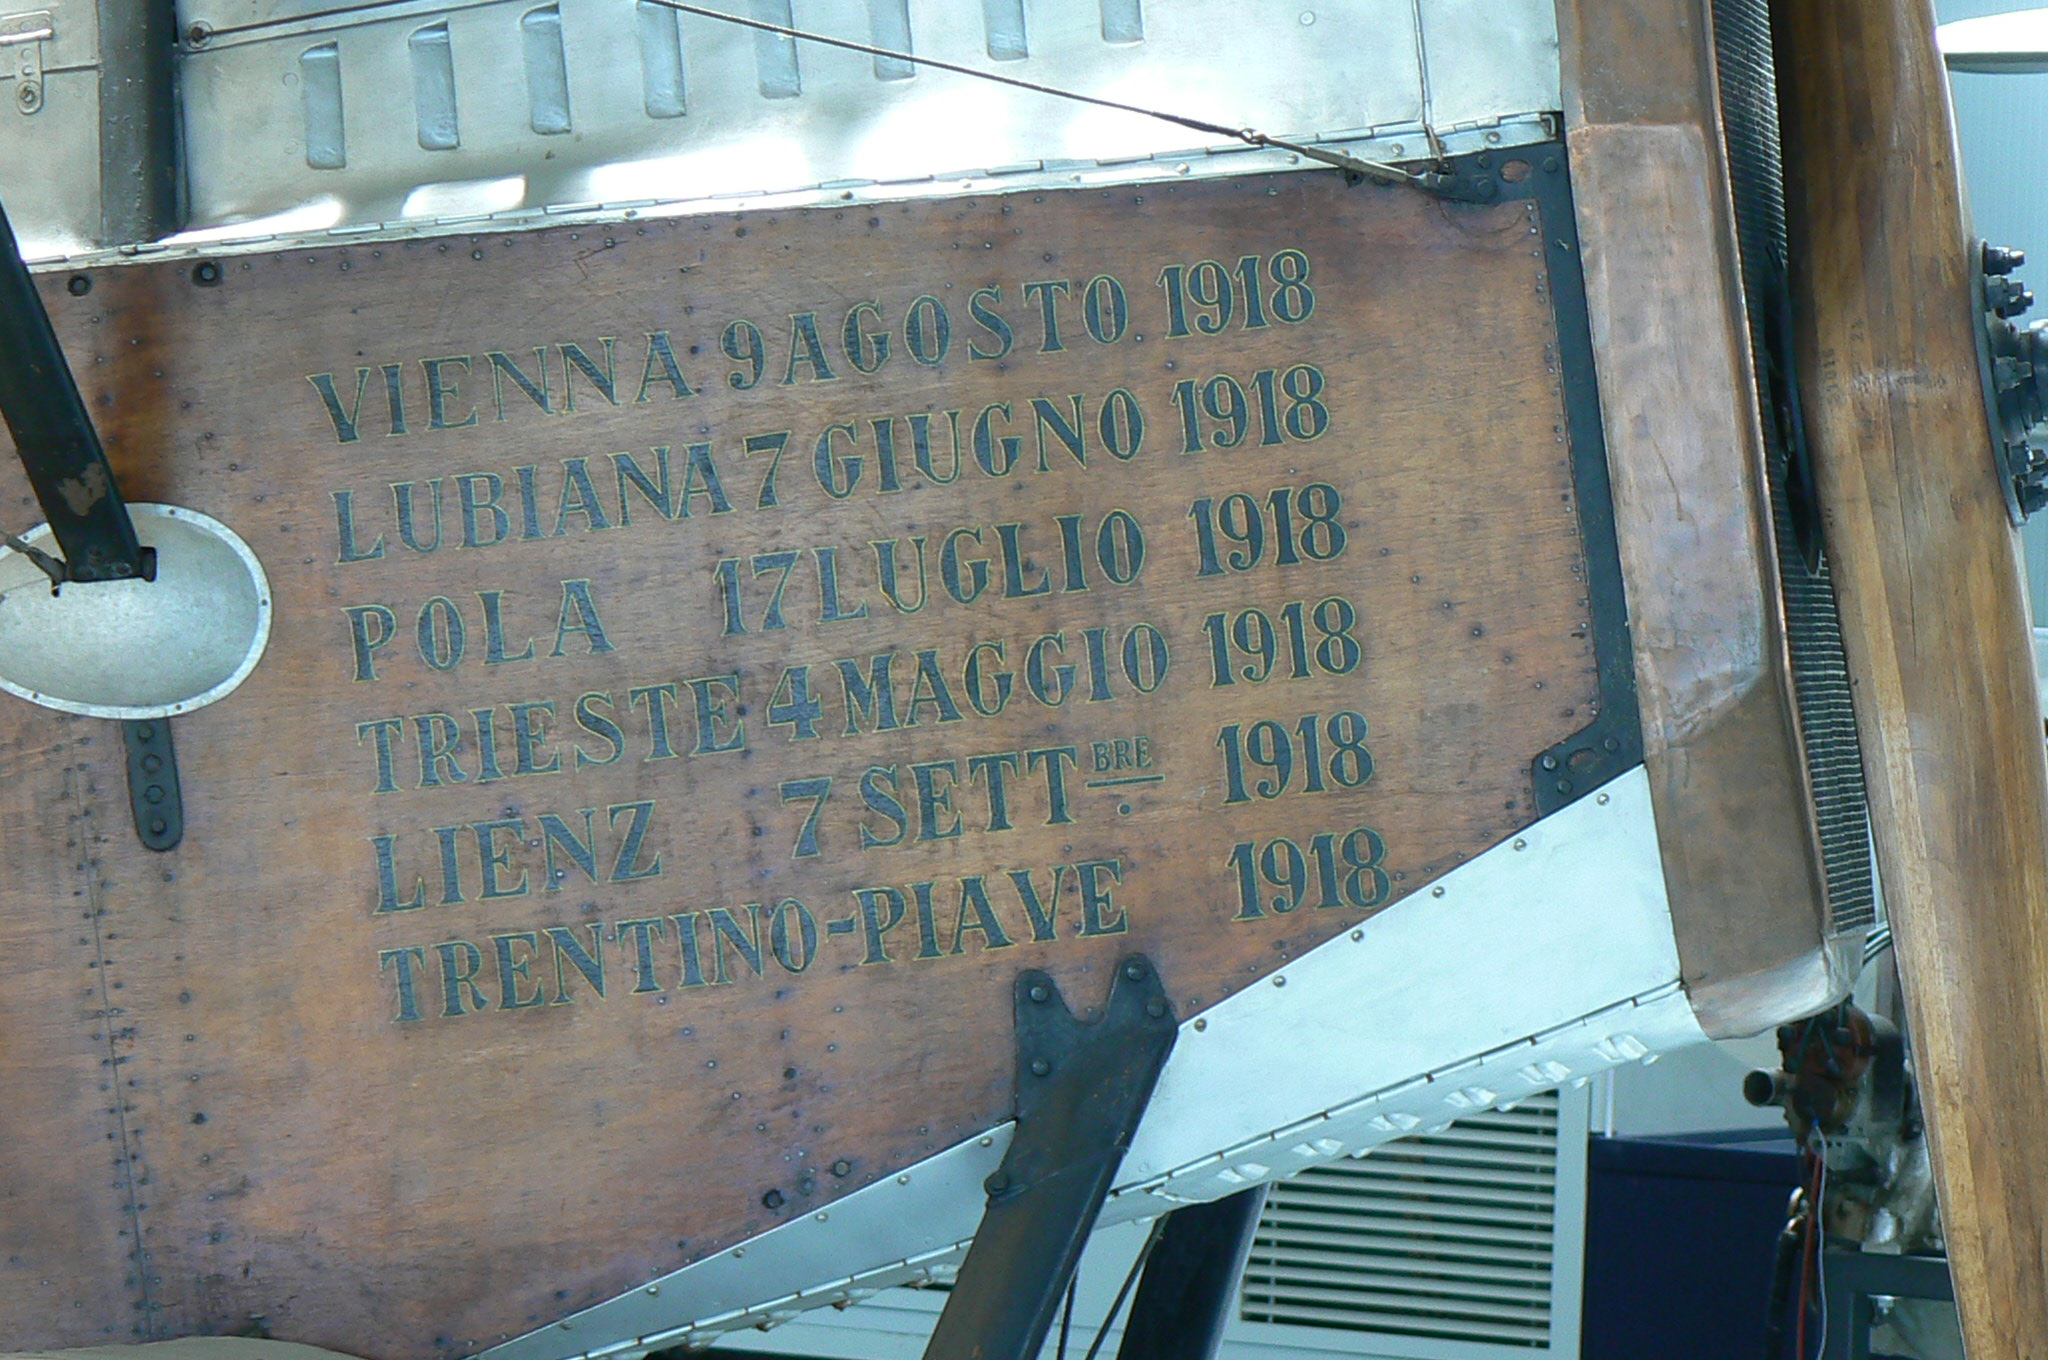 VIENNA 9 AGOSTO 1918
LUBIANA 7 GIUGNO 1918
POLA 17 LUGLIO 1918
TRIESTE 4 MAGGIO 1918
LIENZ 7 SETTBRE 1918
TRENTINO-PIAVE 1918